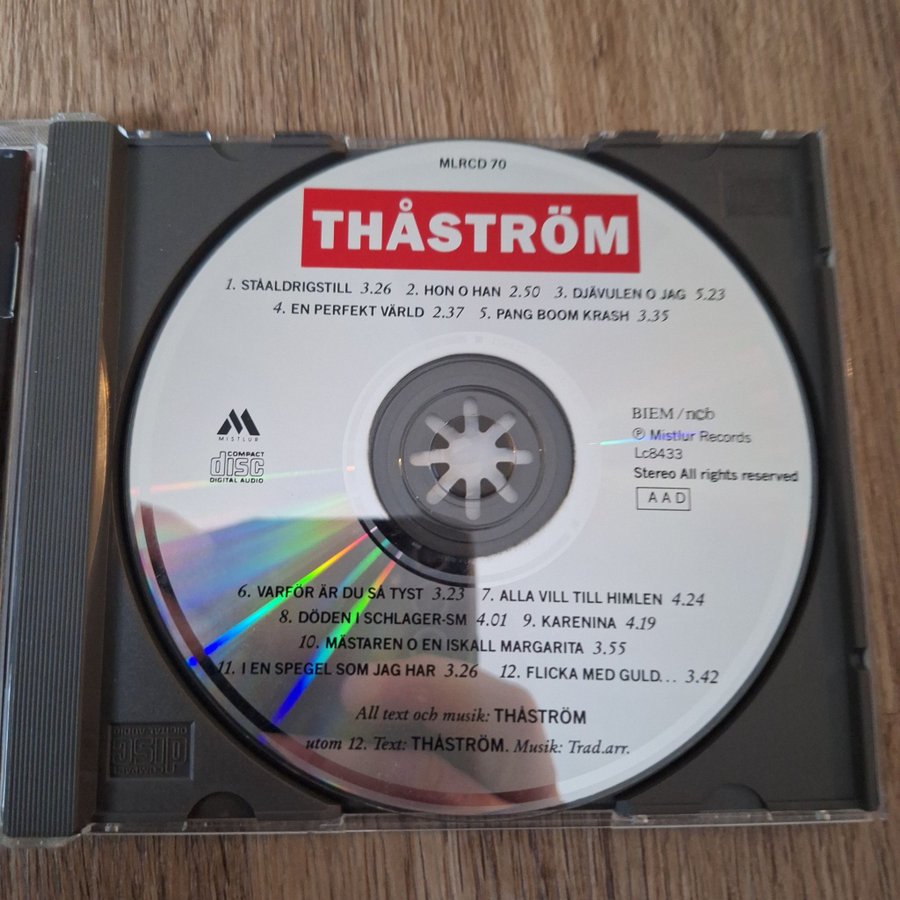 MLRCD 70
THÅSTRÖM
1. STÅALDRIGSTILL 3.26 2. HON O HAN 2.50 3. DJÄVULEN O JAG 5.23
4. EN PERFEKT VÄRLD 2.37 5. PANG BOOM KRASH 3.35
MISTLUR
COMPACT
disc
DIGITAL AUDIO
BIEM/ncb
Ⓟ Mistlur Records
Lc8433
Stereo All rights reserved
AAD
6. VARFÖR ÄR DU SÅ TYST 3.23 7. ALLA VILL TILL HIMLEN 4.24
8. DÖDEN I SCHLAGER-SM 4.01 9. KARENINA 4.19
10. MÄSTAREN O EN ISKALL MARGARITA 3.55
11. I EN SPEGEL SOM JAG HAR 3.26 12. FLICKA MED GULD... 3.42
All text och musik: THÅSTRÖM
utom 12. Text: THÅSTRÖM. Musik: Trad.arr.
COMPACT
disc
DIGITAL AUDIO